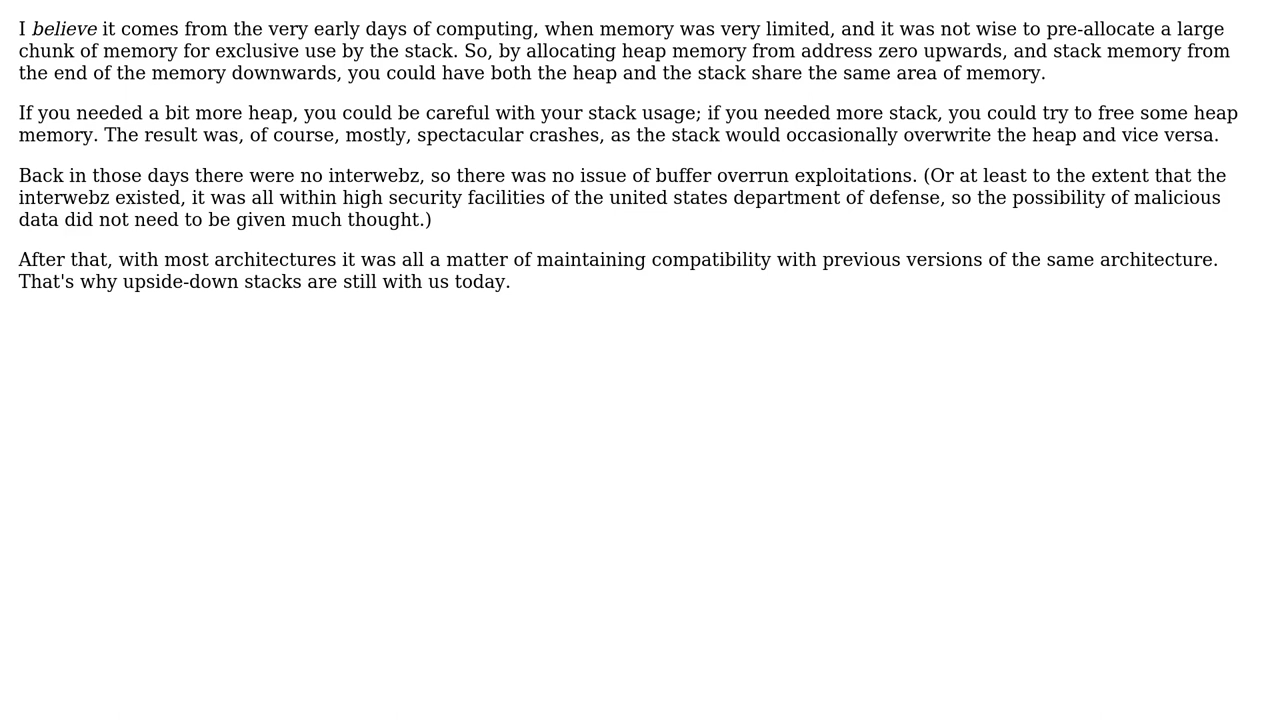 I believe it comes from the very early days of computing, when memory was very limited, and it was not wise to pre-allocate a large
chunk of memory for exclusive use by the stack. So, by allocating heap memory from address zero upwards, and stack memory from
the end of the memory downwards, you could have both the heap and the stack share the same area of memory.
If you needed a bit more heap, you could be careful with your stack usage; if you needed more stack, you could try to free some heap
memory. The result was, of course, mostly, spectacular crashes, as the stack would occasionally overwrite the heap and vice versa.
Back in those days there were no interwebz, so there was no issue of buffer overrun exploitations. (Or at least to the extent that the
interwebz existed, it was all within high security facilities of the united states department of defense, so the possibility of malicious
data did not need to be given much thought.)
After that, with most architectures it was all a matter of maintaining compatibility with previous versions of the same architecture.
That's why upside-down stacks are still with us today.